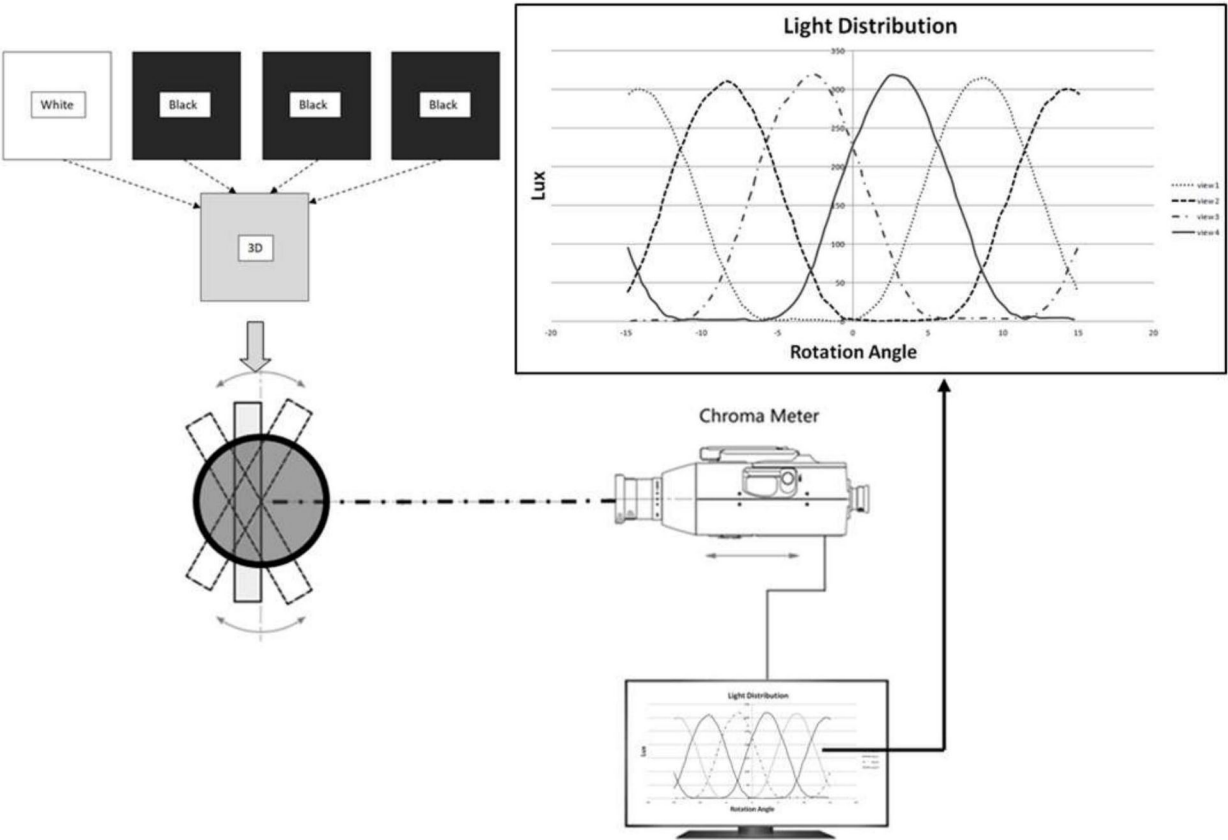 White
Black
Black
Black
3D
Light Distribution
350
300
250
200
150
100
50
0
-20
-15
-10
-5
0
5
10
15
20
Lux
Rotation Angle
view 1
view 2
view 3
view 4
Chroma Meter
Light Distribution
Lux
Rotation Angle